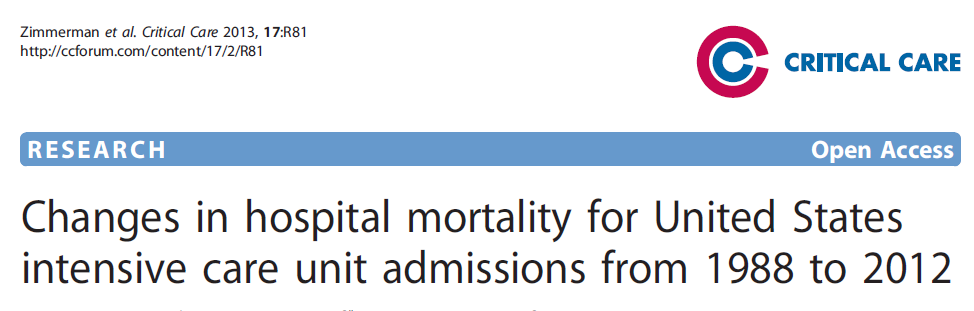 Zimmerman et al. Critical Care 2013, 17:R81
http://ccforum.com/content/17/2/R81
CRITICAL CARE
RESEARCH Open Access
Changes in hospital mortality for United States
intensive care unit admissions from 1988 to 2012